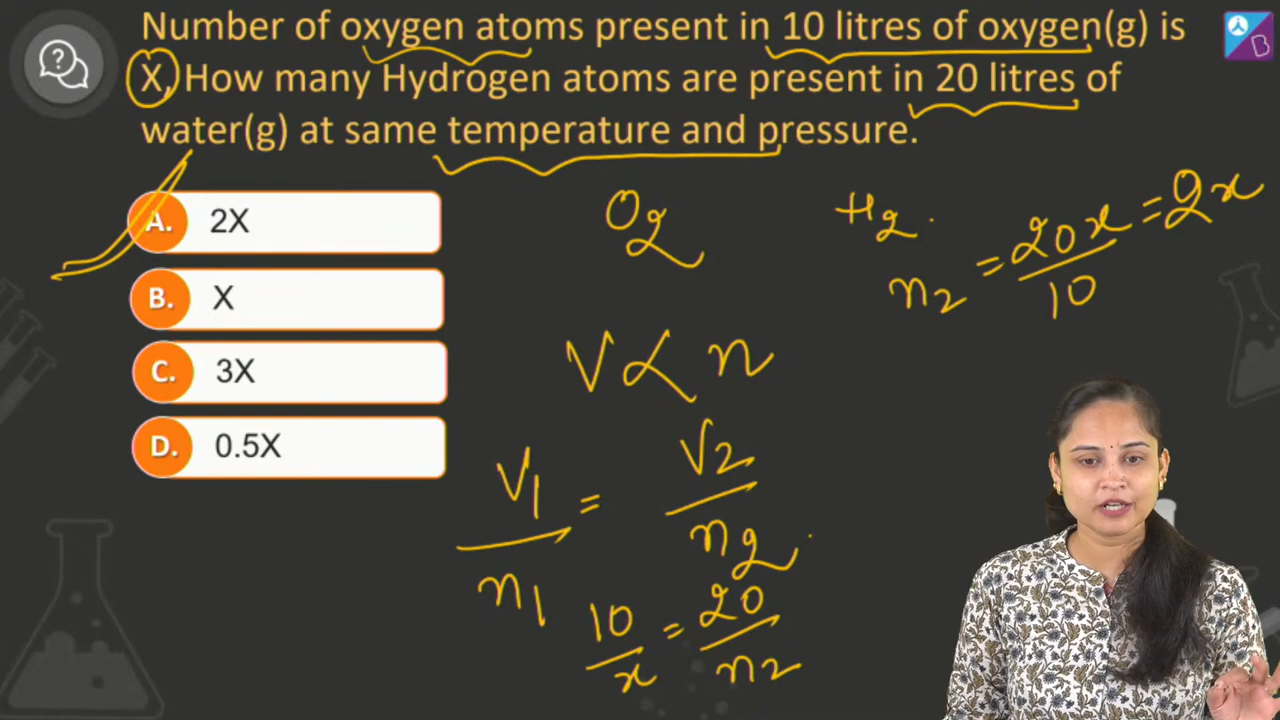 Number of oxygen atoms present in 10 litres of oxygen(g) is
X, How many Hydrogen atoms are present in 20 litres of
water(g) at same temperature and pressure.
A. 2X
B. X
C. 3X
D. 0.5X
O2
H2
n2 = 20x/10 = 2x
V ∝ n
V1/n1 = V2/n2
10/x = 20/n2
?
B